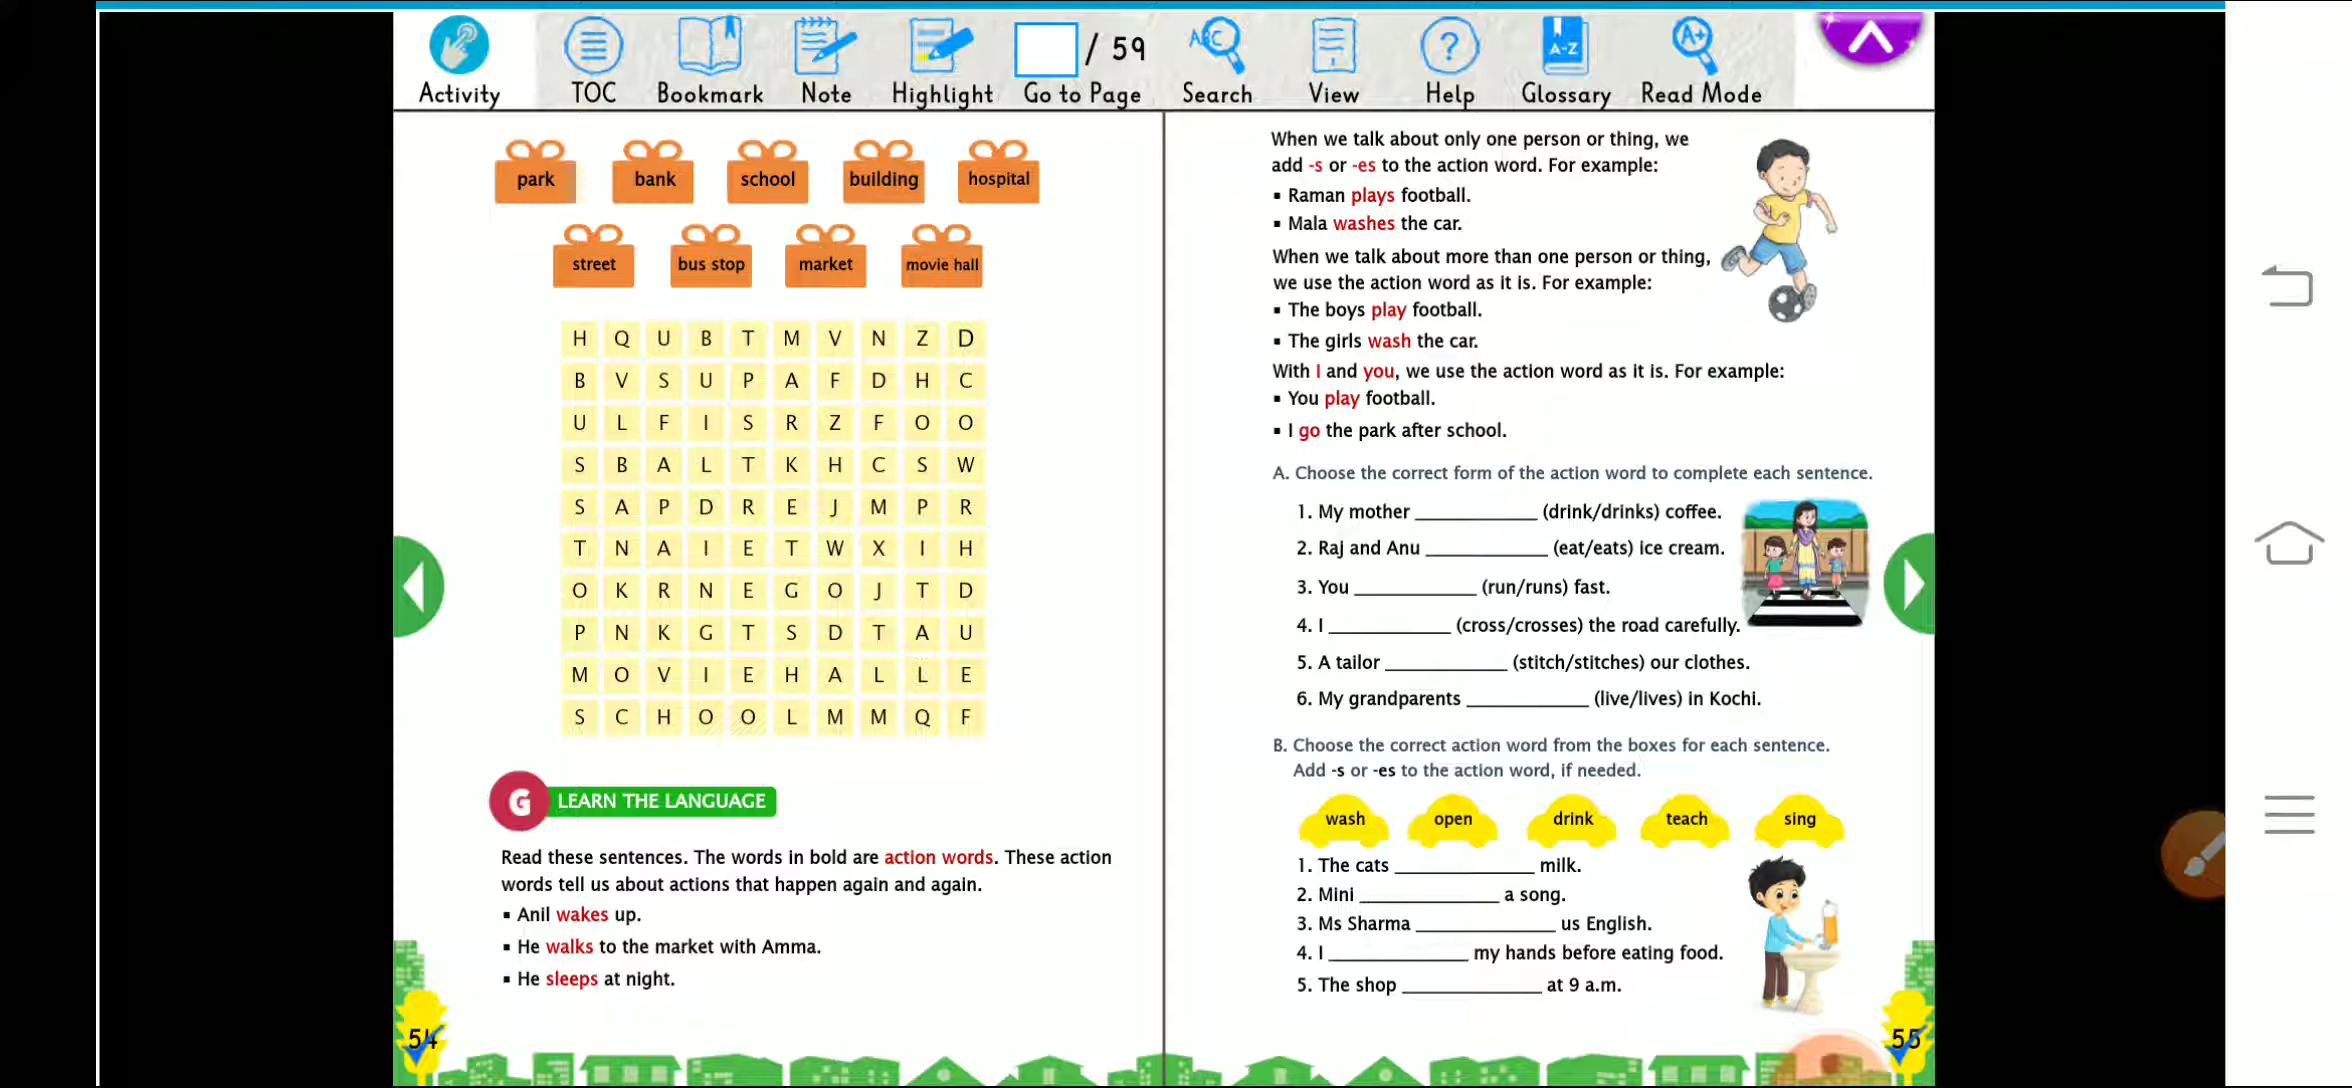 Activity TOC Bookmark Note Highlight / 59 Go to Page ABC Search View ? Help A-Z Glossary A+ Read Mode
park bank school building hospital
street bus stop market movie hall
H Q U B T M V N Z D
B V S U P A F D H C
U L F I S R Z F O O
S B A L T K H C S W
S A P D R E J M P R
T N A I E T W X I H
O K R N E G O J T D
P N K G T S D T A U
M O V I E H A L L E
S C H O O L M M Q F
G LEARN THE LANGUAGE
Read these sentences. The words in bold are action words. These action
words tell us about actions that happen again and again.
▪ Anil wakes up.
▪ He walks to the market with Amma.
▪ He sleeps at night.
54
When we talk about only one person or thing, we
add -s or -es to the action word. For example:
▪ Raman plays football.
▪ Mala washes the car.
When we talk about more than one person or thing,
we use the action word as it is. For example:
▪ The boys play football.
▪ The girls wash the car.
With I and you, we use the action word as it is. For example:
▪ You play football.
▪ I go the park after school.
A. Choose the correct form of the action word to complete each sentence.
1. My mother ____________ (drink/drinks) coffee.
2. Raj and Anu ____________ (eat/eats) ice cream.
3. You ____________ (run/runs) fast.
4. I ____________ (cross/crosses) the road carefully.
5. A tailor ____________ (stitch/stitches) our clothes.
6. My grandparents ____________ (live/lives) in Kochi.
B. Choose the correct action word from the boxes for each sentence.
Add -s or -es to the action word, if needed.
wash open drink teach sing
1. The cats ______________ milk.
2. Mini ______________ a song.
3. Ms Sharma ______________ us English.
4. I ______________ my hands before eating food.
5. The shop ______________ at 9 a.m.
55